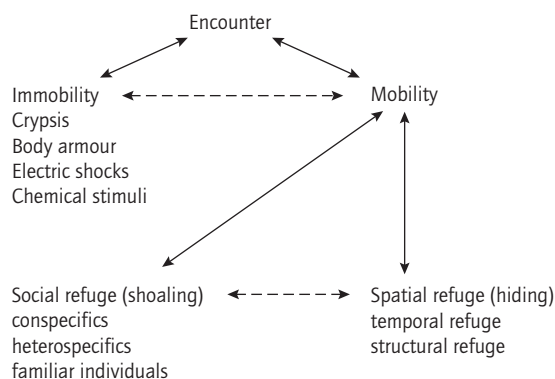 Encounter
Immobility
Crypsis
Body armour
Electric shocks
Chemical stimuli
Mobility
Social refuge (shoaling)
conspecifics
heterospecifics
familiar individuals
Spatial refuge (hiding)
temporal refuge
structural refuge